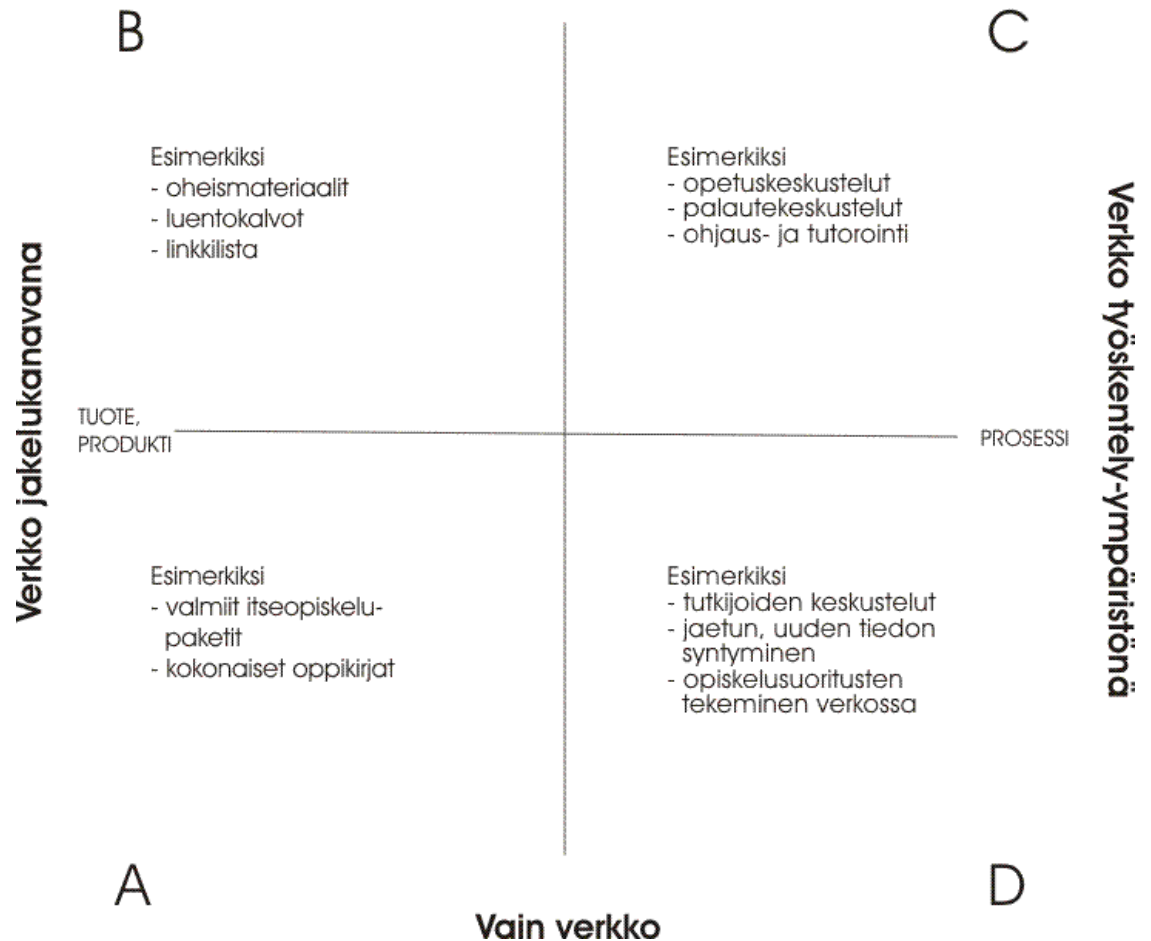 B
C
Esimerkiksi
- oheismateriaalit
- luentokalvot
- linkkilista
Esimerkiksi
- opetuskeskustelut
- palautekeskustelut
- ohjaus- ja tutorointi
Verkko jakelukanavana
Verkko työskentely-ympäristönä
TUOTE,
PRODUKTI
PROSESSI
Esimerkiksi
- valmiit itseopiskelu-
paketit
- kokonaiset oppikirjat
Esimerkiksi
- tutkijoiden keskustelut
- jaetun, uuden tiedon
syntyminen
- opiskelusuoritusten
tekeminen verkossa
A
D
Vain verkko